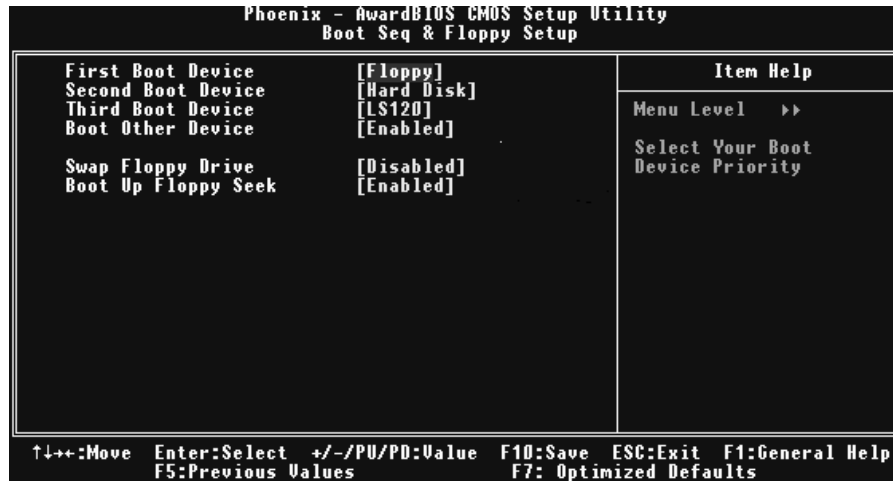 Phoenix - AwardBIOS CMOS Setup Utility
Boot Seq & Floppy Setup
First Boot Device [Floppy]
Second Boot Device [Hard Disk]
Third Boot Device [LS120]
Boot Other Device [Enabled]
Swap Floppy Drive [Disabled]
Boot Up Floppy Seek [Enabled]
Item Help
Menu Level ▸▸
Select Your Boot
Device Priority
↑↓→←:Move Enter:Select +/-/PU/PD:Value F10:Save ESC:Exit F1:General Help
F5:Previous Values F7: Optimized Defaults